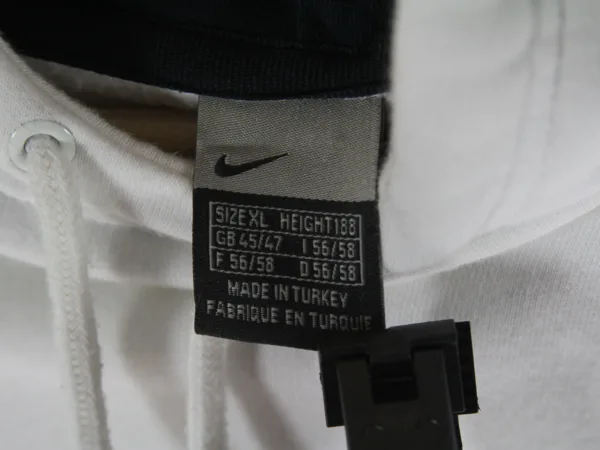 SIZE XL HEIGHT 188
GB 45/47 I 56/58
F 56/58 D 56/58
MADE IN TURKEY
FABRIQUE EN TURQUIE